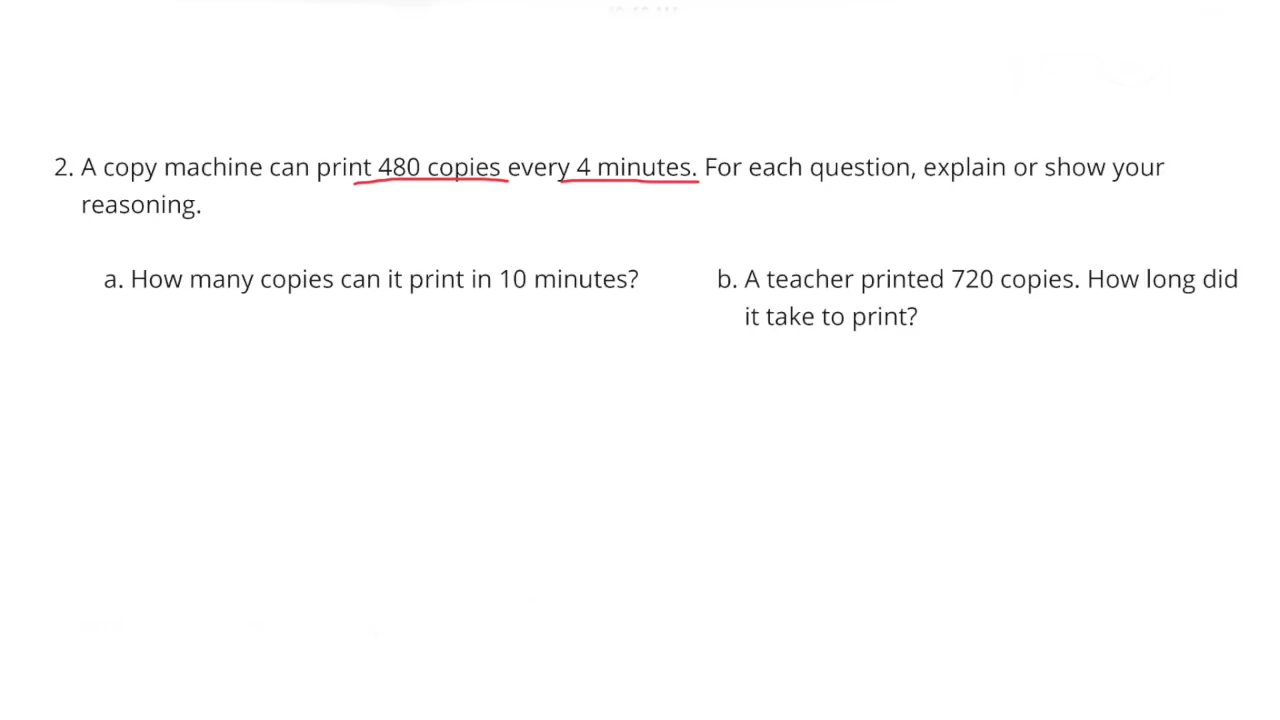 2. A copy machine can print 480 copies every 4 minutes. For each question, explain or show your
reasoning.
a. How many copies can it print in 10 minutes?
b. A teacher printed 720 copies. How long did
it take to print?